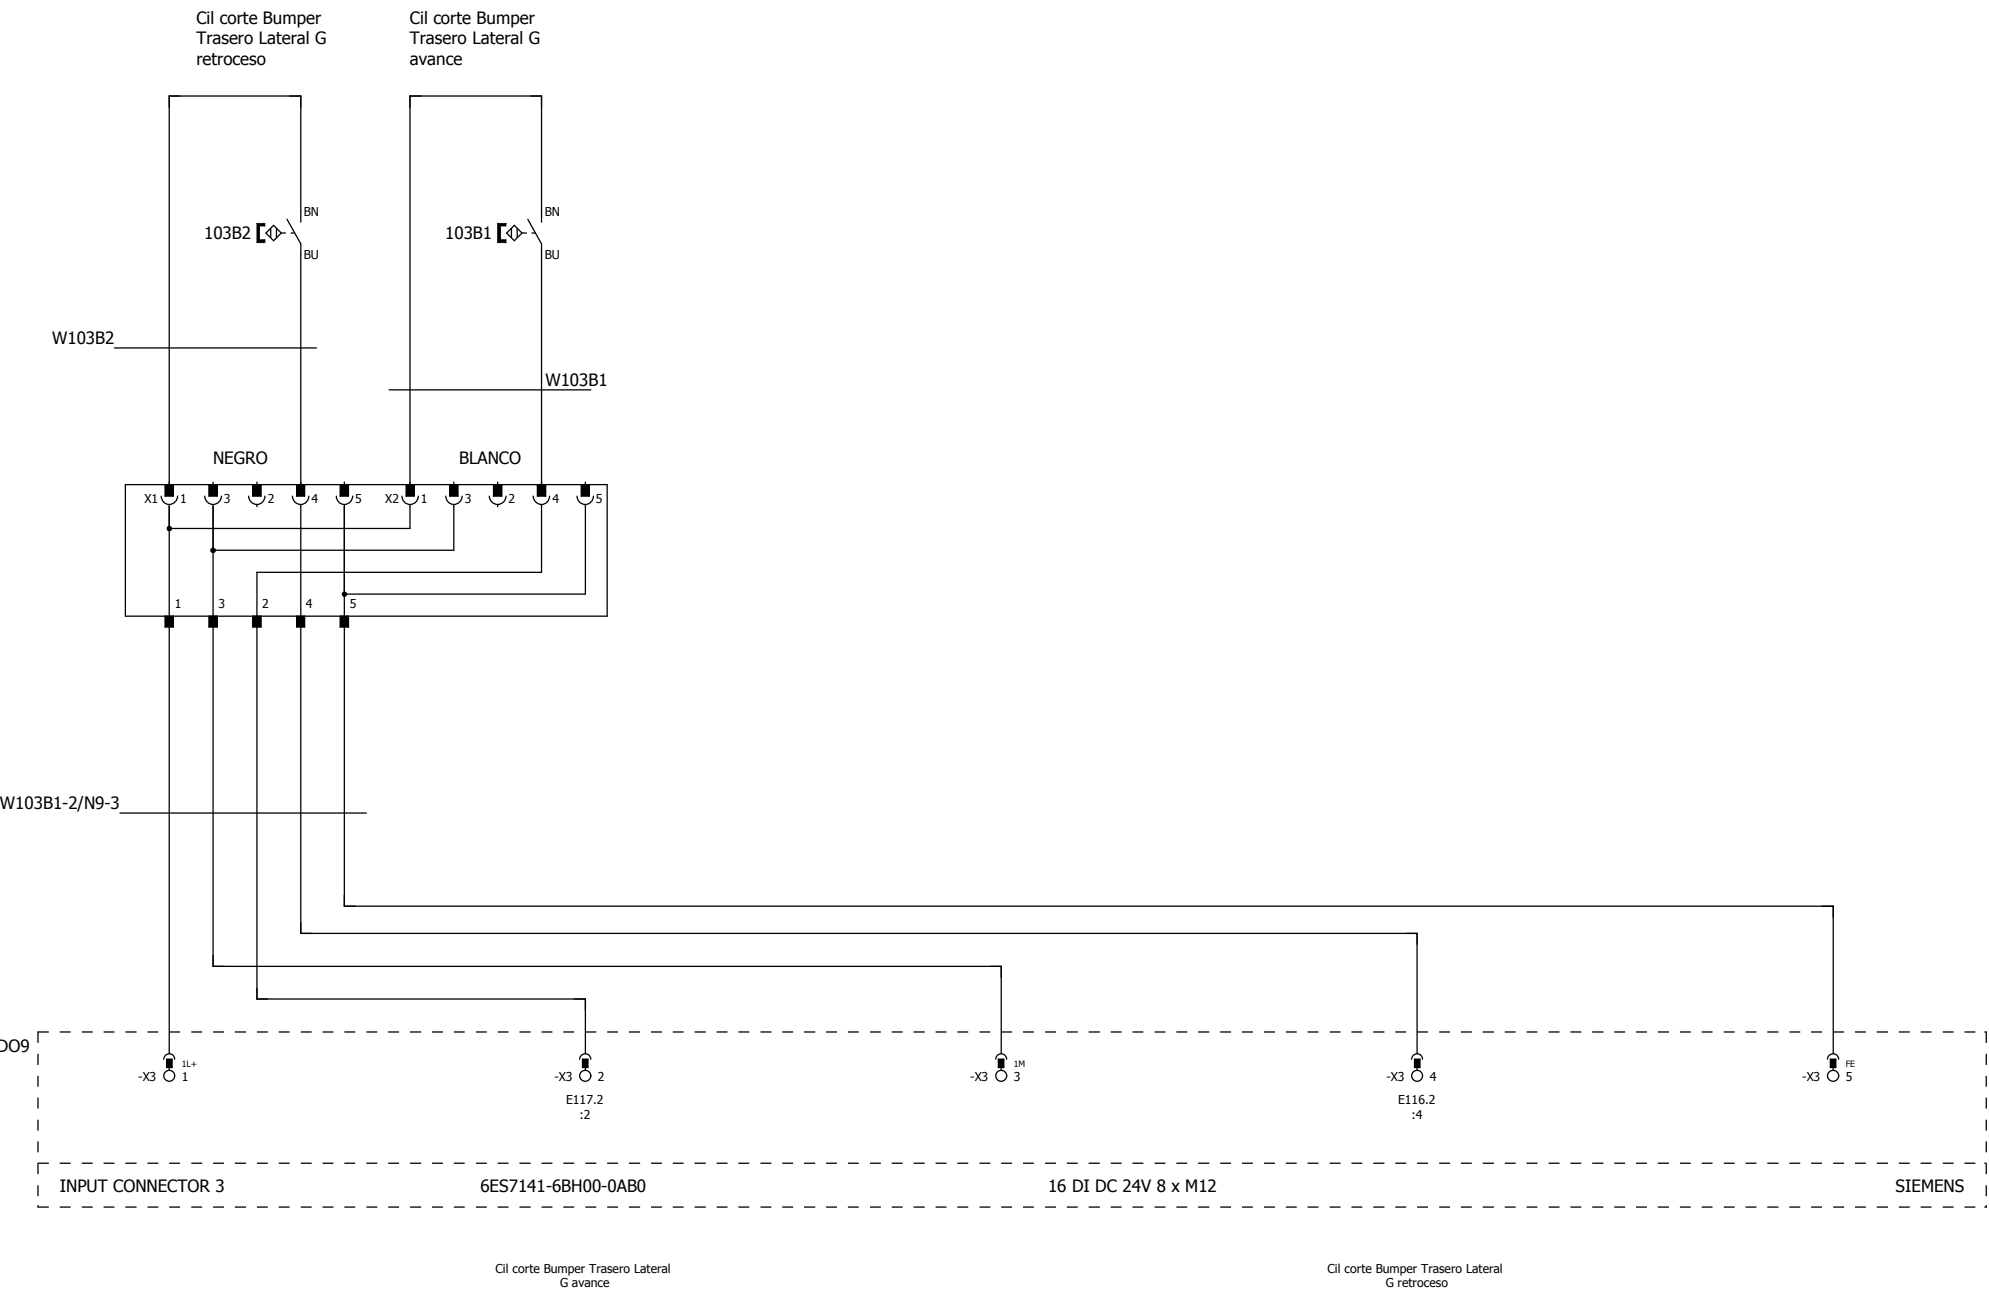 Cil corte Bumper
Trasero Lateral G
retroceso
Cil corte Bumper
Trasero Lateral G
avance
BN
103B2
BU
BN
103B1
BU
W103B2
W103B1
NEGRO
BLANCO
X1 1 3 2 4 5 X2 1 3 2 4 5
1 3 2 4 5
W103B1-2/N9-3
DO9
1L+
-X3 1
-X3 2
E117.2
:2
1M
-X3 3
-X3 4
E116.2
:4
FE
-X3 5
INPUT CONNECTOR 3 6ES7141-6BH00-0AB0 16 DI DC 24V 8 x M12 SIEMENS
Cil corte Bumper Trasero Lateral
G avance
Cil corte Bumper Trasero Lateral
G retroceso